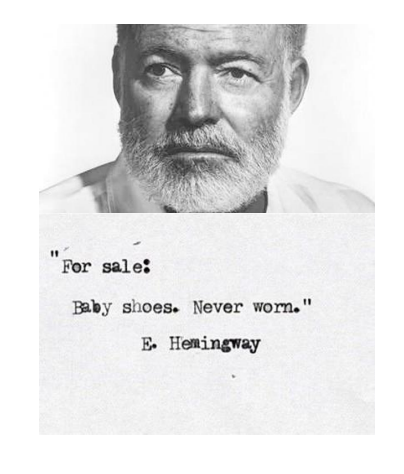 "For sale:
Baby shoes. Never worn."
E. Hemingway